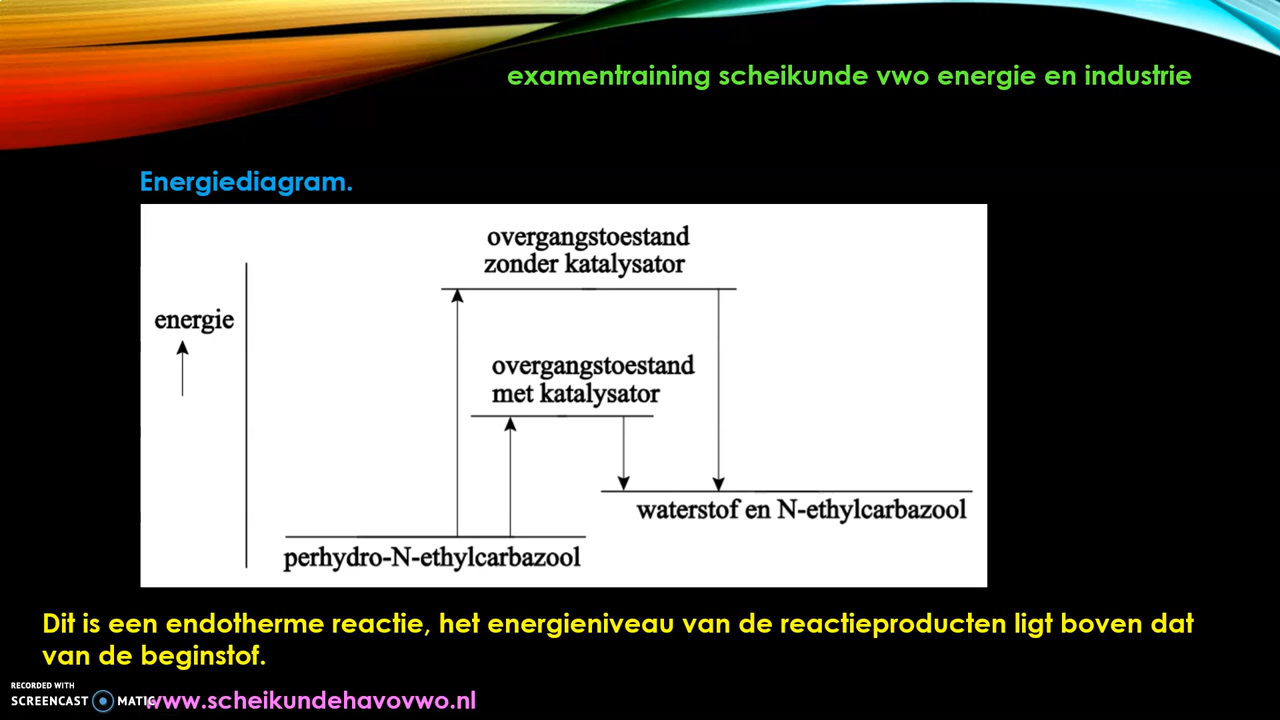 examentraining scheikunde vwo energie en industrie
Energiediagram.
overgangstoestand
zonder katalysator
energie
overgangstoestand
met katalysator
waterstof en N-ethylcarbazool
perhydro-N-ethylcarbazool
Dit is een endotherme reactie, het energieniveau van de reactieproducten ligt boven dat
van de beginstof.
RECORDED WITH
SCREENCAST MATIC
www.scheikundehavovwo.nl